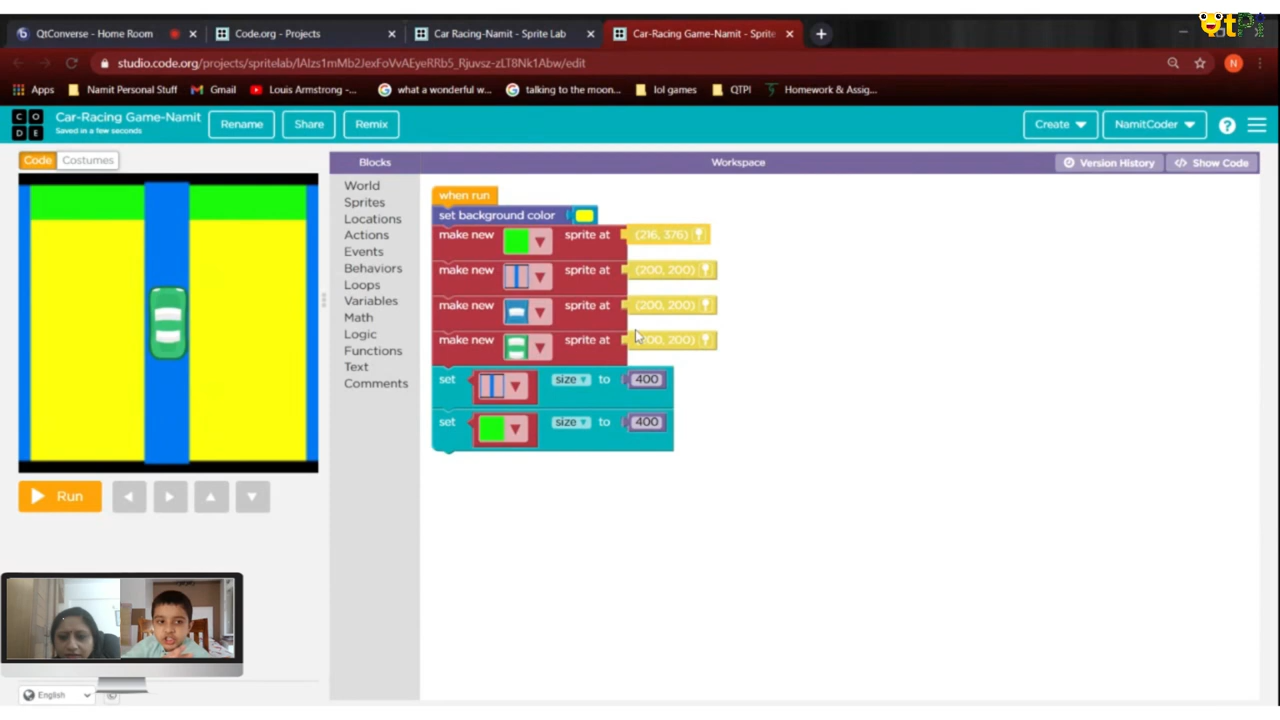 QtPi
QtConverse - Home Room
Code.org - Projects
Car Racing-Namit - Sprite Lab
Car-Racing Game-Namit - Sprite
studio.code.org/projects/spritelab/lAlzs1mMb2JexFoVvAEyeRRb5_Rjuvsz-zLT8Nk1Abw/edit
N
Apps
Namit Personal Stuff
Gmail
Louis Armstrong -...
what a wonderful w...
talking to the moon...
lol games
QTPI
Homework & Assig...
CODE
Car-Racing Game-Namit
Saved in a few seconds
Rename
Share
Remix
Create
NamitCoder
?
Code
Costumes
Blocks
Workspace
Version History
Show Code
World
Sprites
Locations
Actions
Events
Behaviors
Loops
Variables
Math
Logic
Functions
Text
Comments
when run
set background color
make new sprite at (216, 376)
make new sprite at (200, 200)
make new sprite at (200, 200)
make new sprite at 200)
set size to 400
set size to 400
Run
English